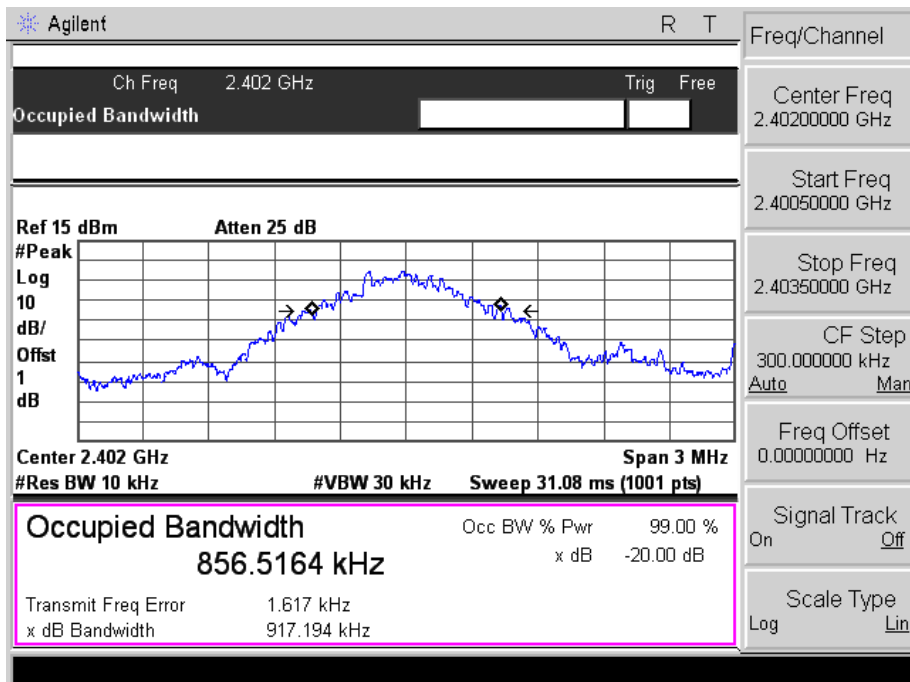 Agilent R T
Freq/Channel
Ch Freq 2.402 GHz Trig Free
Occupied Bandwidth
Center Freq
2.40200000 GHz
Start Freq
2.40050000 GHz
Stop Freq
2.40350000 GHz
CF Step
300.000000 kHz
Auto Man
Freq Offset
0.00000000 Hz
Signal Track
On Off
Scale Type
Log Lin
Ref 15 dBm Atten 25 dB
#Peak
Log
10
dB/
Offst
1
dB
Center 2.402 GHz Span 3 MHz
#Res BW 10 kHz #VBW 30 kHz Sweep 31.08 ms (1001 pts)
Occupied Bandwidth
856.5164 kHz
Occ BW % Pwr 99.00 %
x dB -20.00 dB
Transmit Freq Error 1.617 kHz
x dB Bandwidth 917.194 kHz